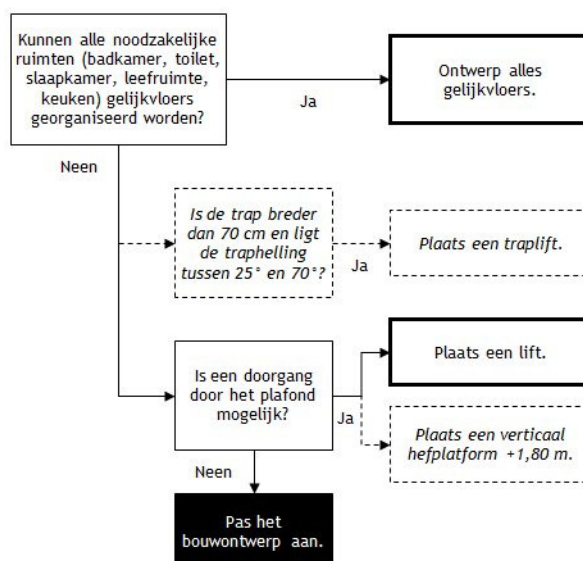 Kunnen alle noodzakelijke
ruimten (badkamer, toilet,
slaapkamer, leefruimte,
keuken) gelijkvloers
georganiseerd worden?
Ja
Ontwerp alles
gelijkvloers.
Neen
Is de trap breder
dan 70 cm en ligt
de traphelling
tussen 25° en 70°?
Ja
Plaats een traplift.
Is een doorgang
door het plafond
mogelijk?
Ja
Plaats een lift.
Plaats een verticaal
hefplatform +1,80 m.
Neen
Pas het
bouwontwerp aan.